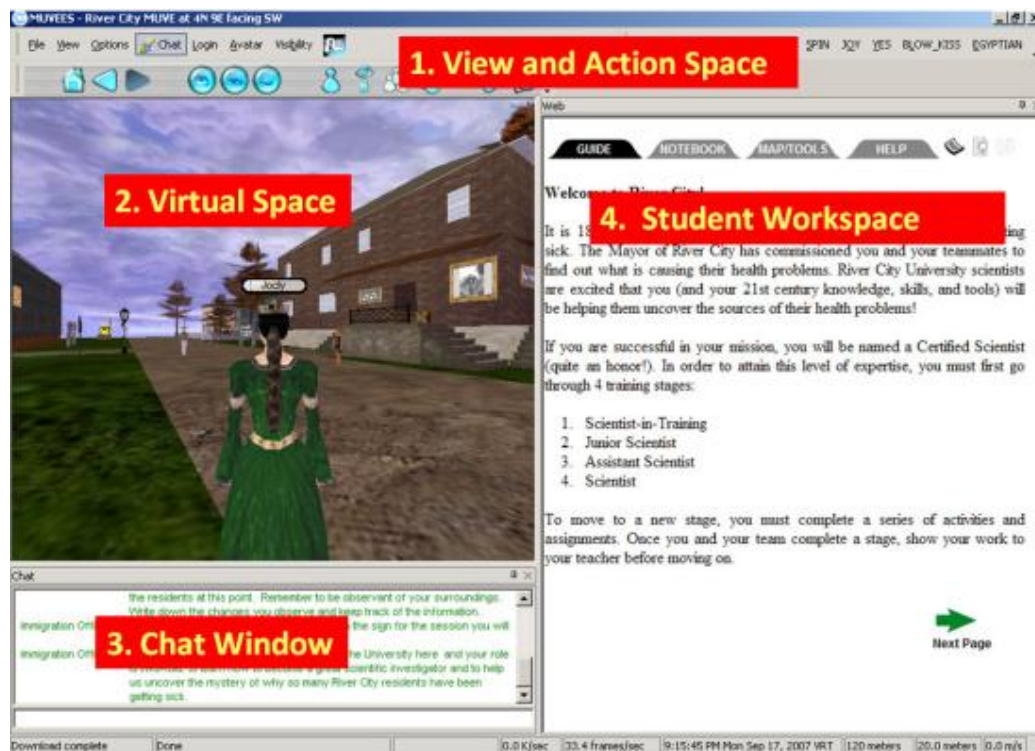 MUVEES - River City MUVE at 4N 9E facing SW
File View Options Chat Login Avatar Visibility
SPIN JOY YES BLOW_KISS EGYPTIAN
1. View and Action Space
Web
GUIDE NOTEBOOK MAP/TOOLS HELP
2. Virtual Space
Jody
Welcome to River City!
4. Student Workspace
It is 18
sick. The Mayor of River City has commissioned you and your teammates to
find out what is causing their health problems. River City University scientists
are excited that you (and your 21st century knowledge, skills, and tools) will
be helping them uncover the sources of their health problems!
If you are successful in your mission, you will be named a Certified Scientist
(quite an honor!). In order to attain this level of expertise, you must first go
through 4 training stages:
1. Scientist-in-Training
2. Junior Scientist
3. Assistant Scientist
4. Scientist
To move to a new stage, you must complete a series of activities and
assignments. Once you and your team complete a stage, show your work to
your teacher before moving on.
Next Page
Chat
the residents at this point. Remember to be observant of your surroundings.
Write down the changes you observe and keep track of the information.
Immigration Off the sign for the session you will
3. Chat Window
Immigration Off the University here and your role
scientific investigator and to help
us uncover the mystery of why so many River City residents have been
getting sick.
Download complete Done 0.0 K/sec 33.4 frames/sec 9:15:45 PM Mon Sep 17, 2007 VRT 120 meters 20.0 meters 0.0 m/s